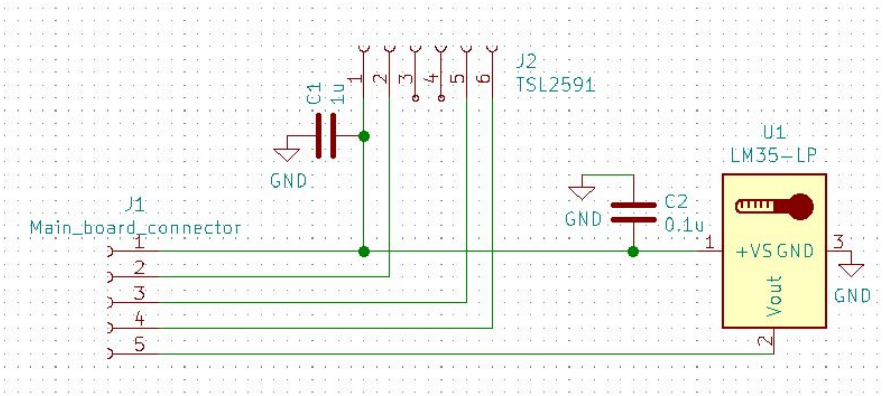 J2
TSL2591
1 2 3 4 5 6
C1
1u
GND
U1
LM35-LP
J1
Main_board_connector
GND
C2
0.1u
1
2
3
4
5
1
+VS GND
3
Vout
2
GND